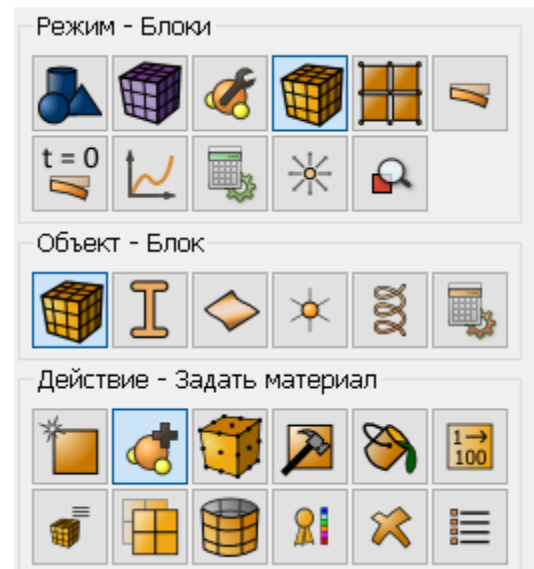 Режим - Блоки
t = 0
Объект - Блок
Действие - Задать материал
1→
100